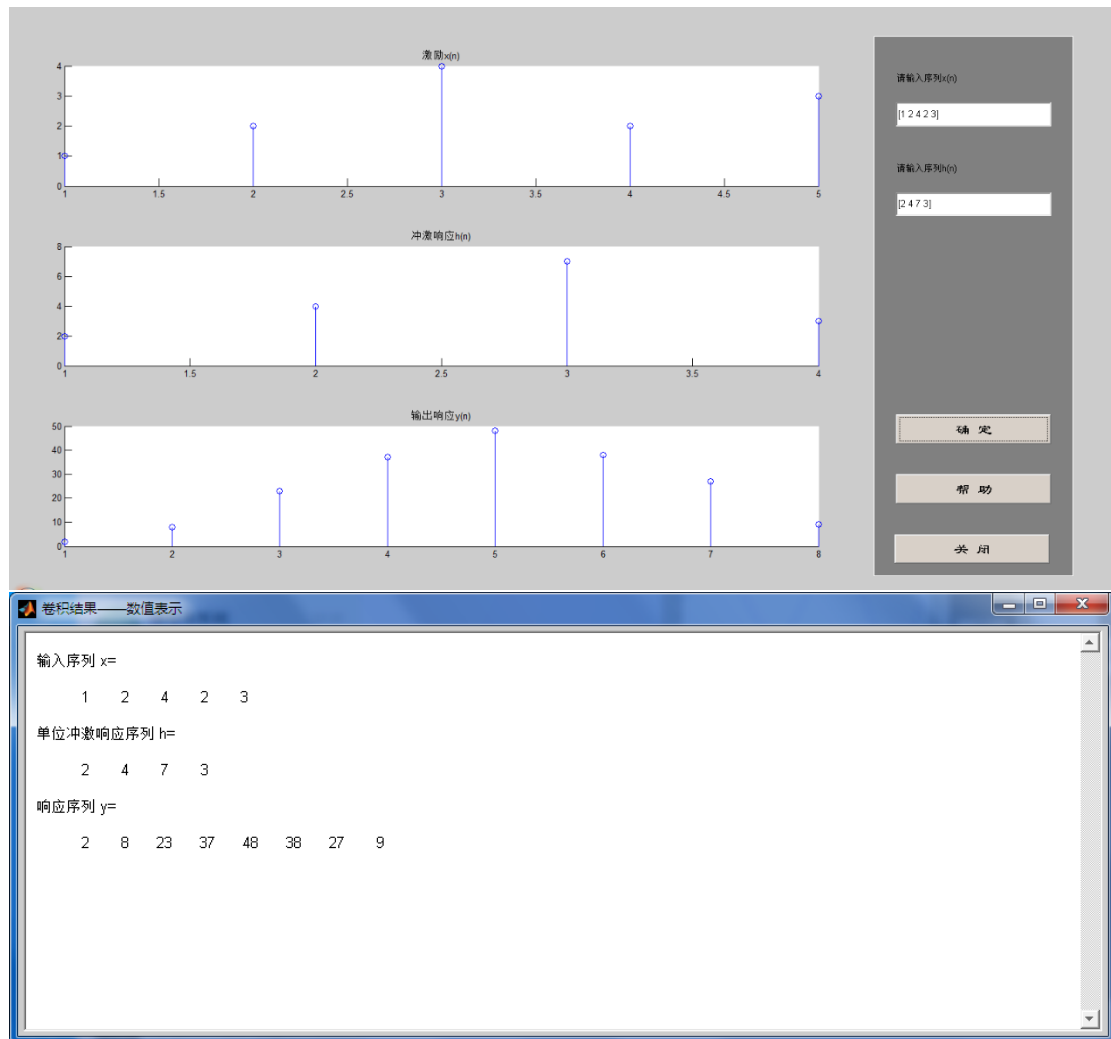 激励x(n)
4
3
2
1
0
1 1.5 2 2.5 3 3.5 4 4.5 5
冲激响应h(n)
8
6
4
2
0
1 1.5 2 2.5 3 3.5 4
输出响应y(n)
50
40
30
20
10
0
1 2 3 4 5 6 7 8
请输入序列x(n)
[1 2 4 2 3]
请输入序列h(n)
[2 4 7 3]
确 定
帮 助
关 闭
卷积结果——数值表示
输入序列 x=
1 2 4 2 3
单位冲激响应序列 h=
2 4 7 3
响应序列 y=
2 8 23 37 48 38 27 9